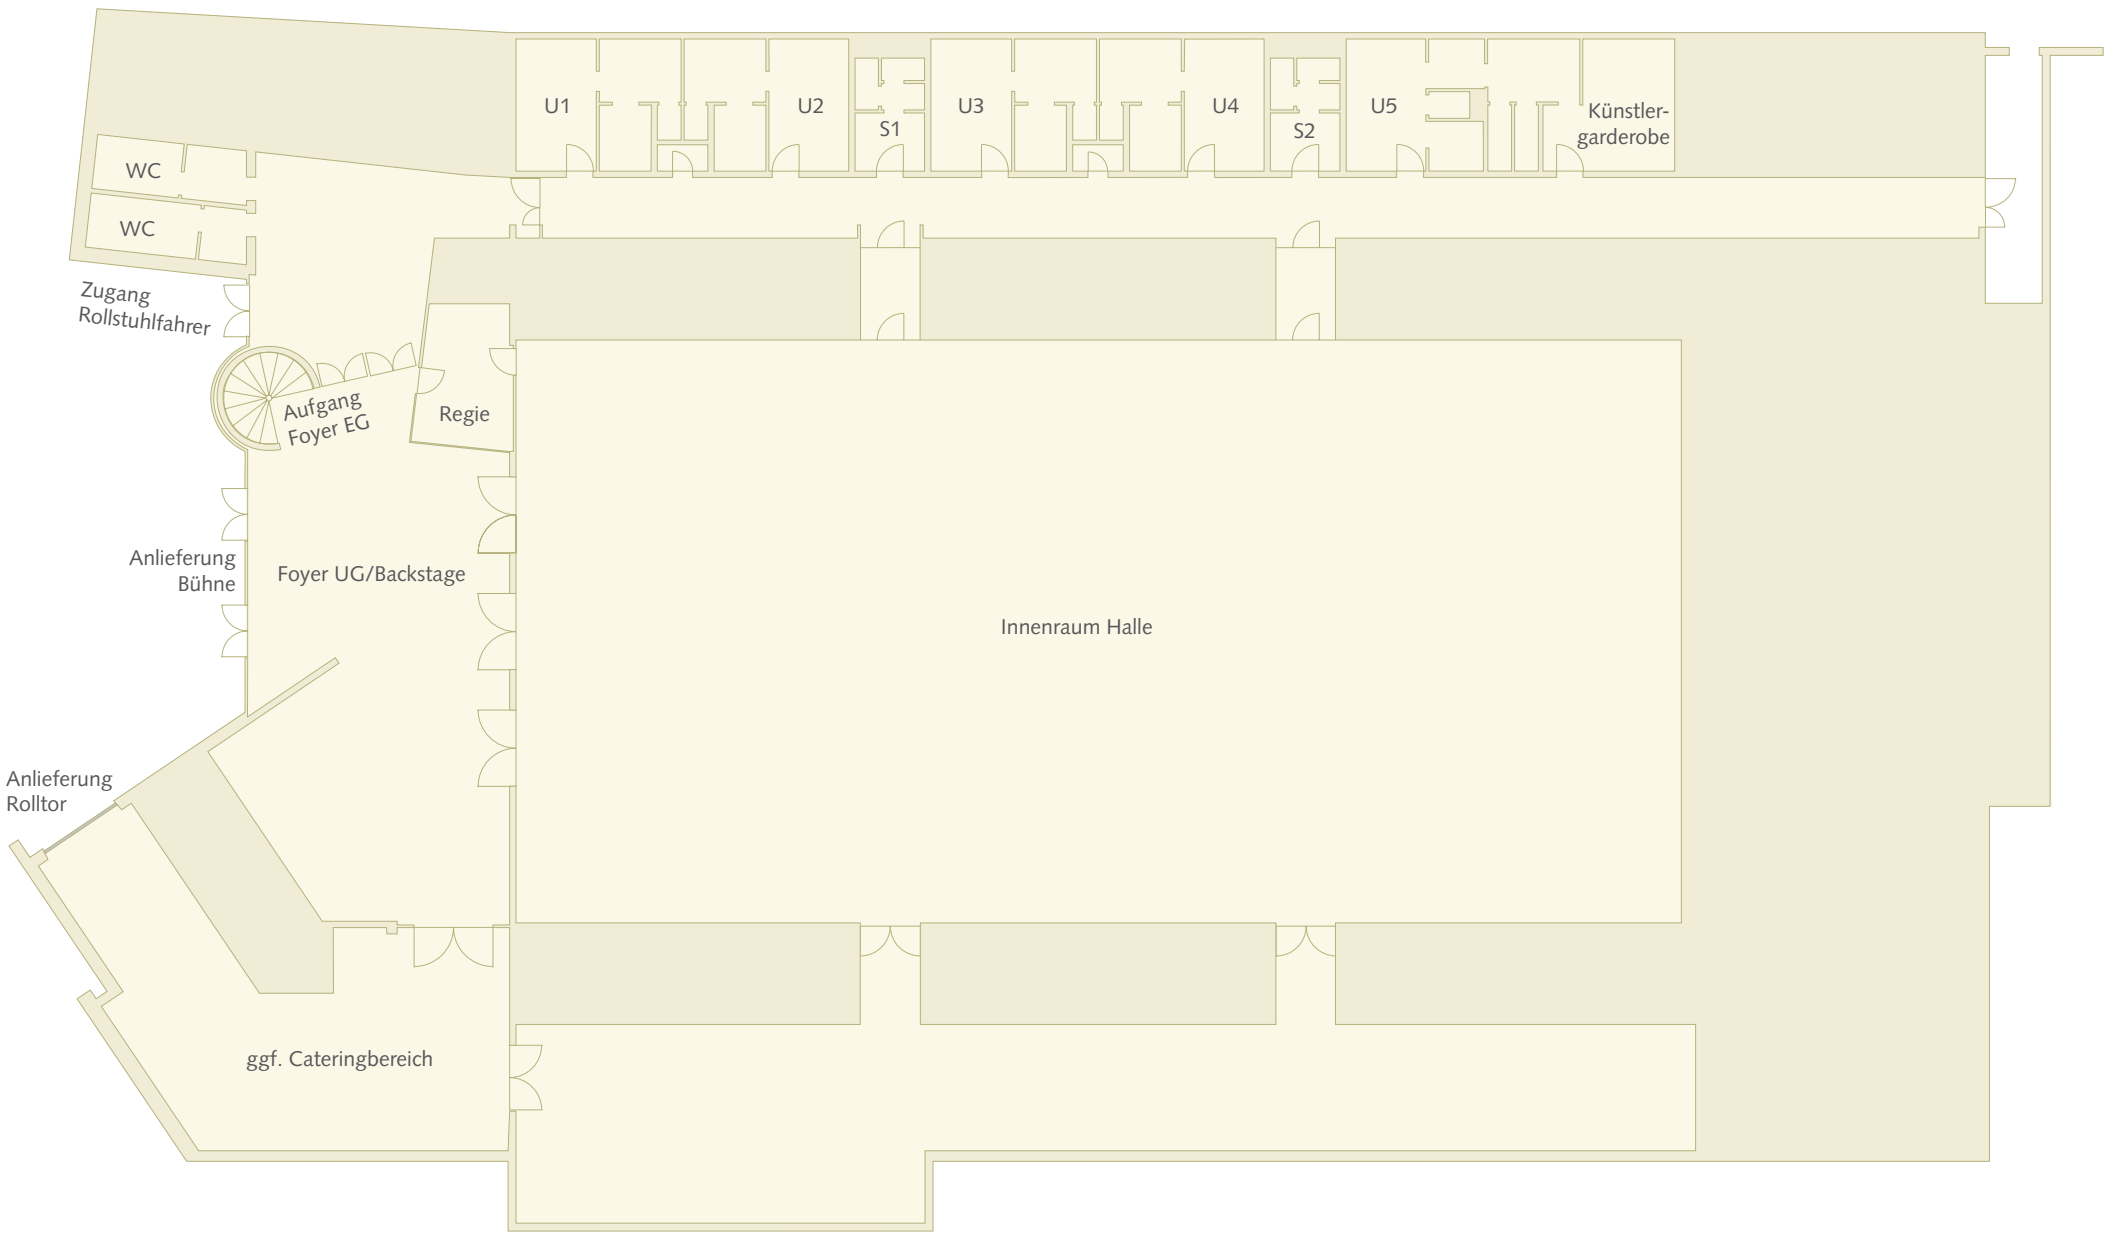 U1
U2
S1
U3
U4
S2
U5
Künstler-
garderobe
WC
WC
Zugang
Rollstuhlfahrer
Aufgang
Foyer EG
Regie
Anlieferung
Bühne
Foyer UG/Backstage
Innenraum Halle
Anlieferung
Rolltor
ggf. Cateringbereich